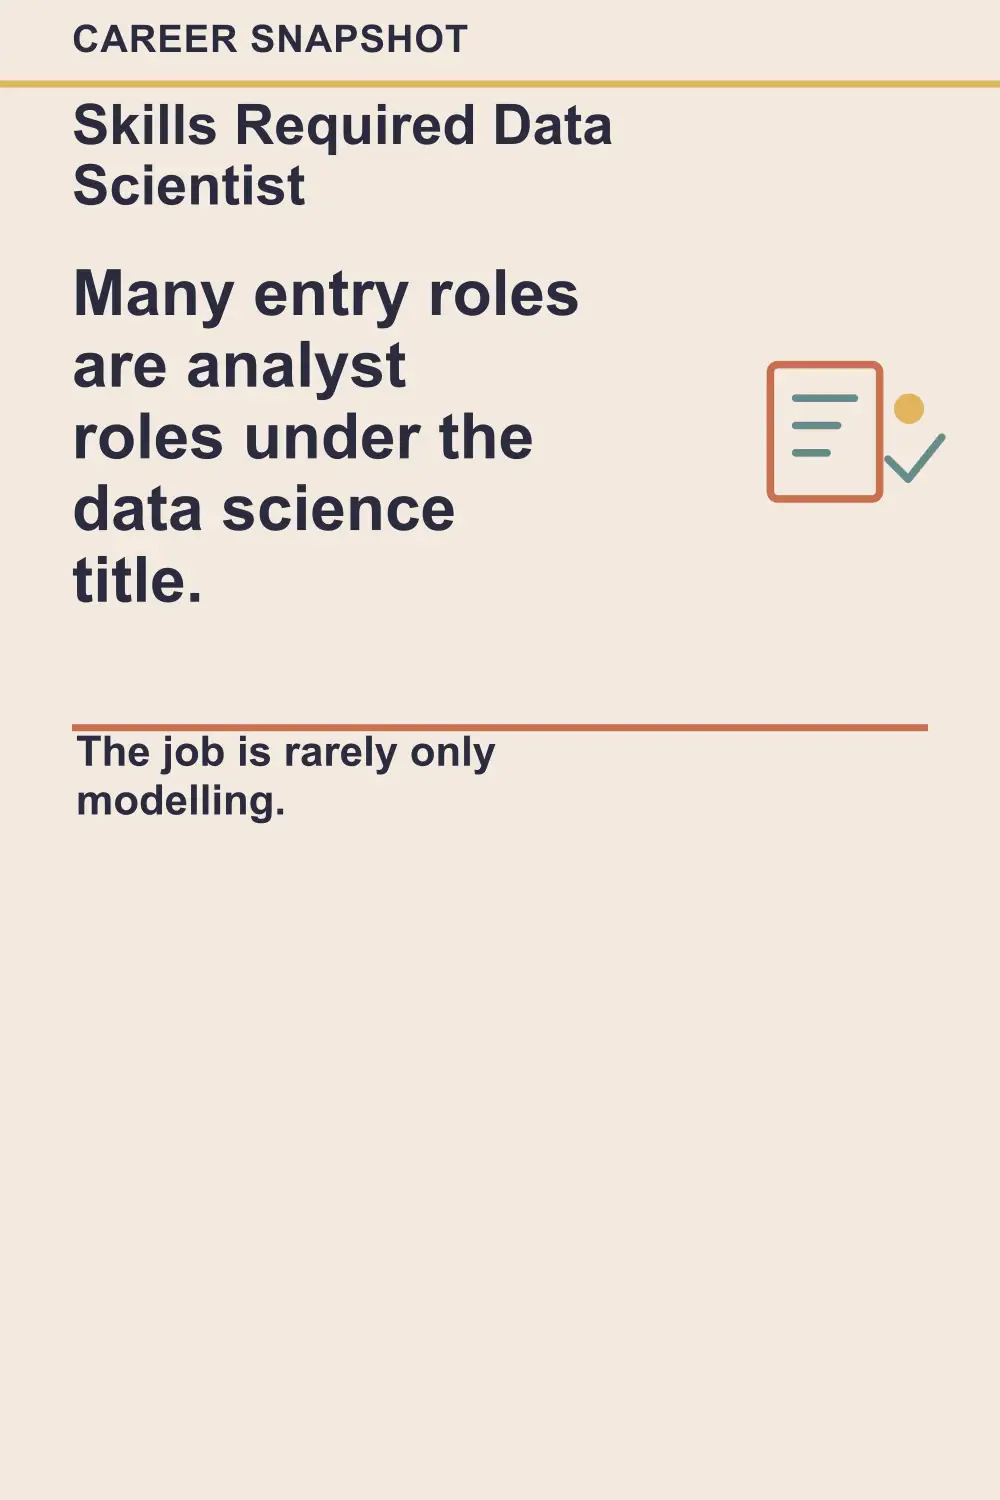 CAREER SNAPSHOT
Skills Required Data
Scientist
Many entry roles
are analyst
roles under the
data science
title.
The job is rarely only
modelling.